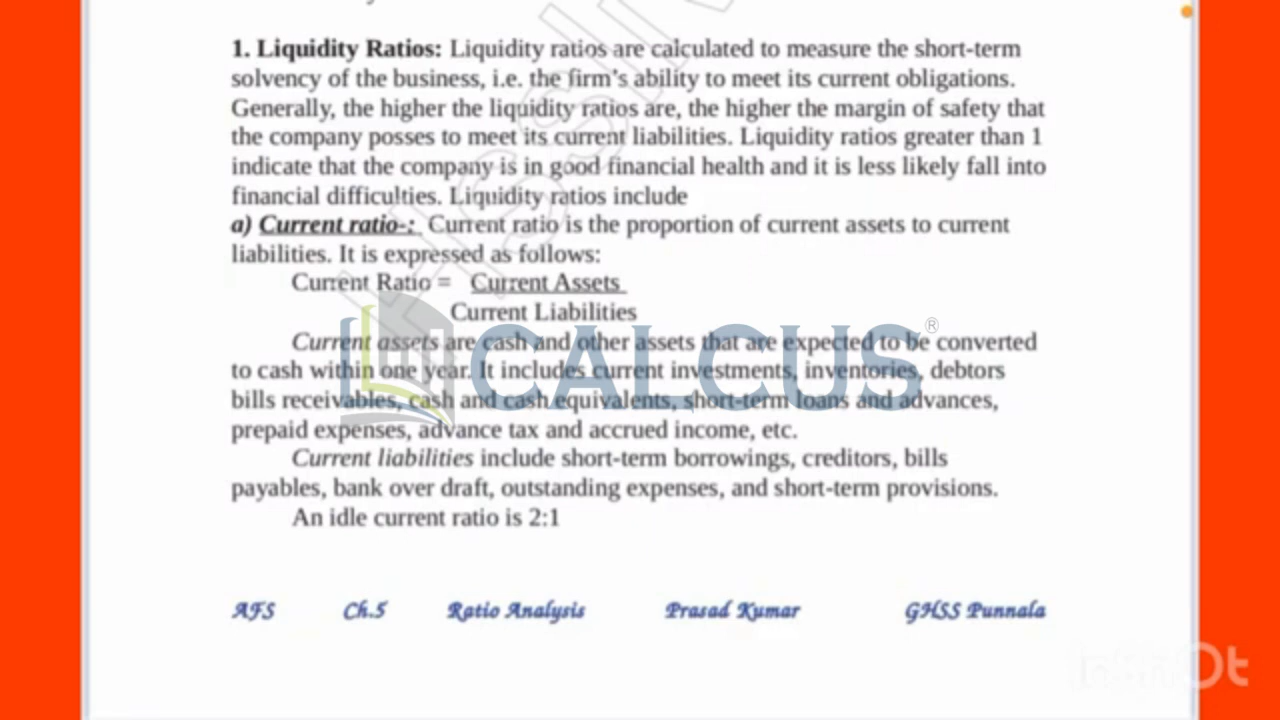 1. Liquidity Ratios: Liquidity ratios are calculated to measure the short-term
solvency of the business, i.e. the firm's ability to meet its current obligations.
Generally, the higher the liquidity ratios are, the higher the margin of safety that
the company posses to meet its current liabilities. Liquidity ratios greater than 1
indicate that the company is in good financial health and it is less likely fall into
financial difficulties. Liquidity ratios include
a) Current ratio-: Current ratio is the proportion of current assets to current
liabilities. It is expressed as follows:
Current Ratio = Current Assets
Current Liabilities
CALCUS®
Current assets are cash and other assets that are expected to be converted
to cash within one year. It includes current investments, inventories, debtors
bills receivables, cash and cash equivalents, short-term loans and advances,
prepaid expenses, advance tax and accrued income, etc.
Current liabilities include short-term borrowings, creditors, bills
payables, bank over draft, outstanding expenses, and short-term provisions.
An idle current ratio is 2:1
AFS Ch.5 Ratio Analysis Prasad Kumar GHSS Punnala